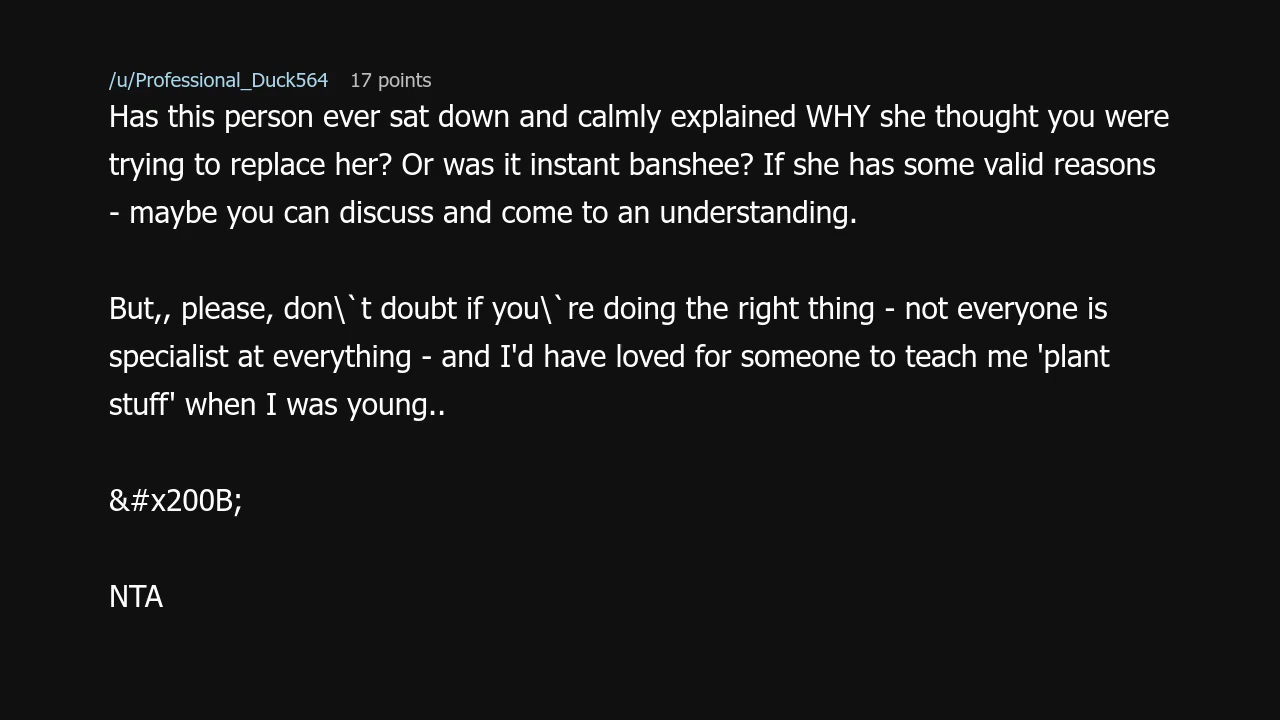 /u/Professional_Duck564 17 points
Has this person ever sat down and calmly explained WHY she thought you were
trying to replace her? Or was it instant banshee? If she has some valid reasons
- maybe you can discuss and come to an understanding.
But,, please, don\`t doubt if you\`re doing the right thing - not everyone is
specialist at everything - and I'd have loved for someone to teach me 'plant
stuff' when I was young..
&#x200B;
NTA